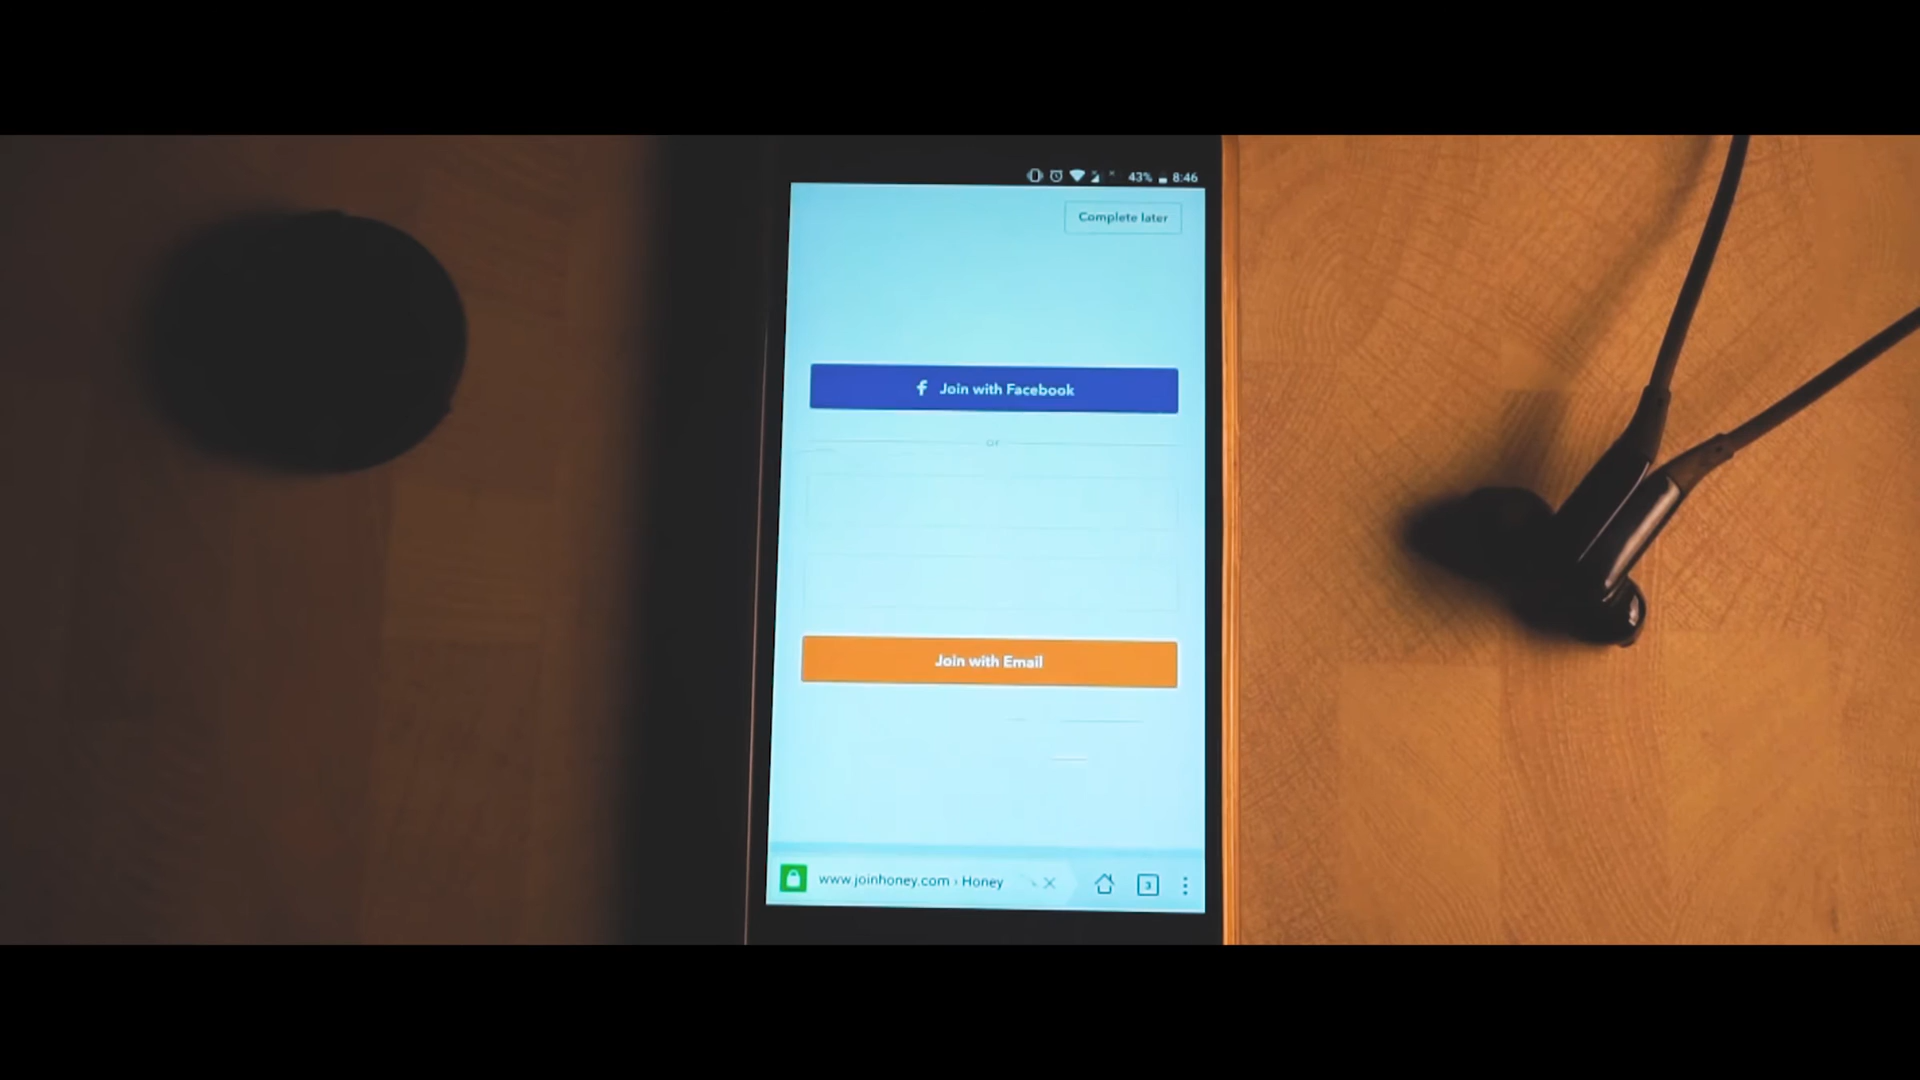 43% 8:46
Complete later
f Join with Facebook
or
Join with Email
www.joinhoney.com › Honey
3